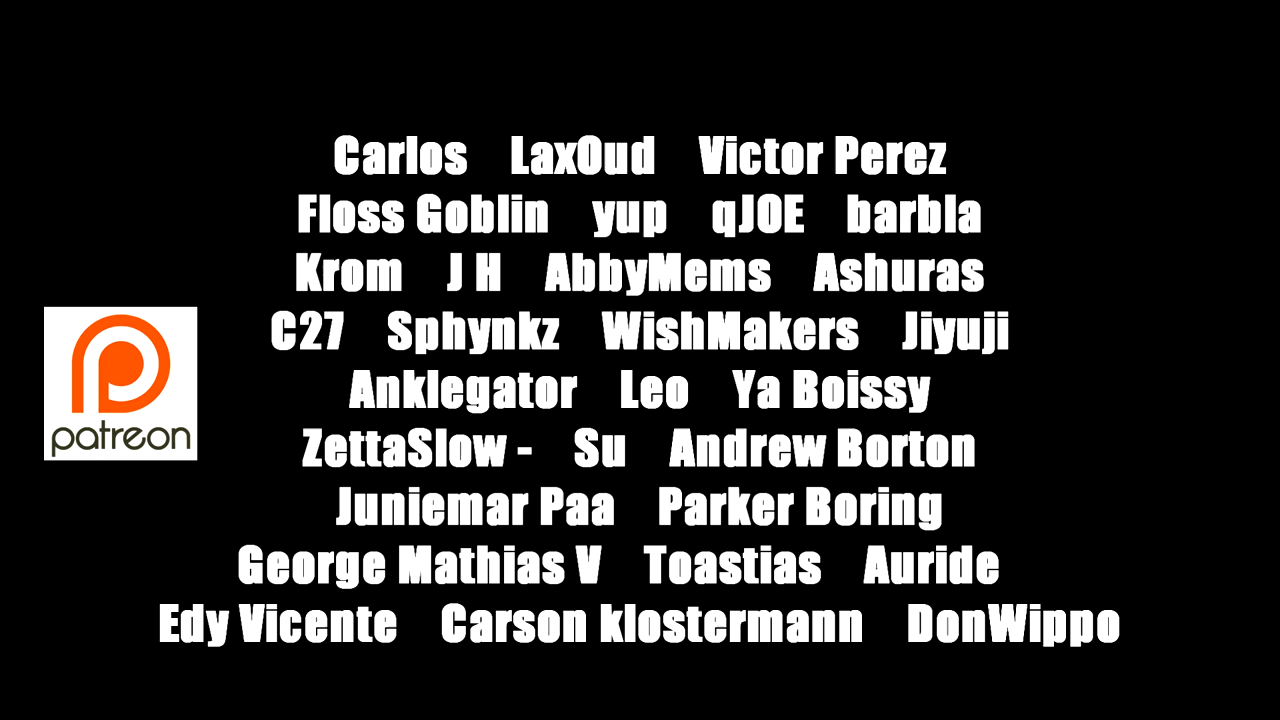 Carlos LaxOud Victor Perez
Floss Goblin yup qJOE barbla
Krom J H AbbyMems Ashuras
C27 Sphynkz WishMakers Jiyuji
Anklegator Leo Ya Boissy
patreon
ZettaSlow - Su Andrew Borton
Juniemar Paa Parker Boring
George Mathias V Toastias Auride
Edy Vicente Carson klostermann DonWippo